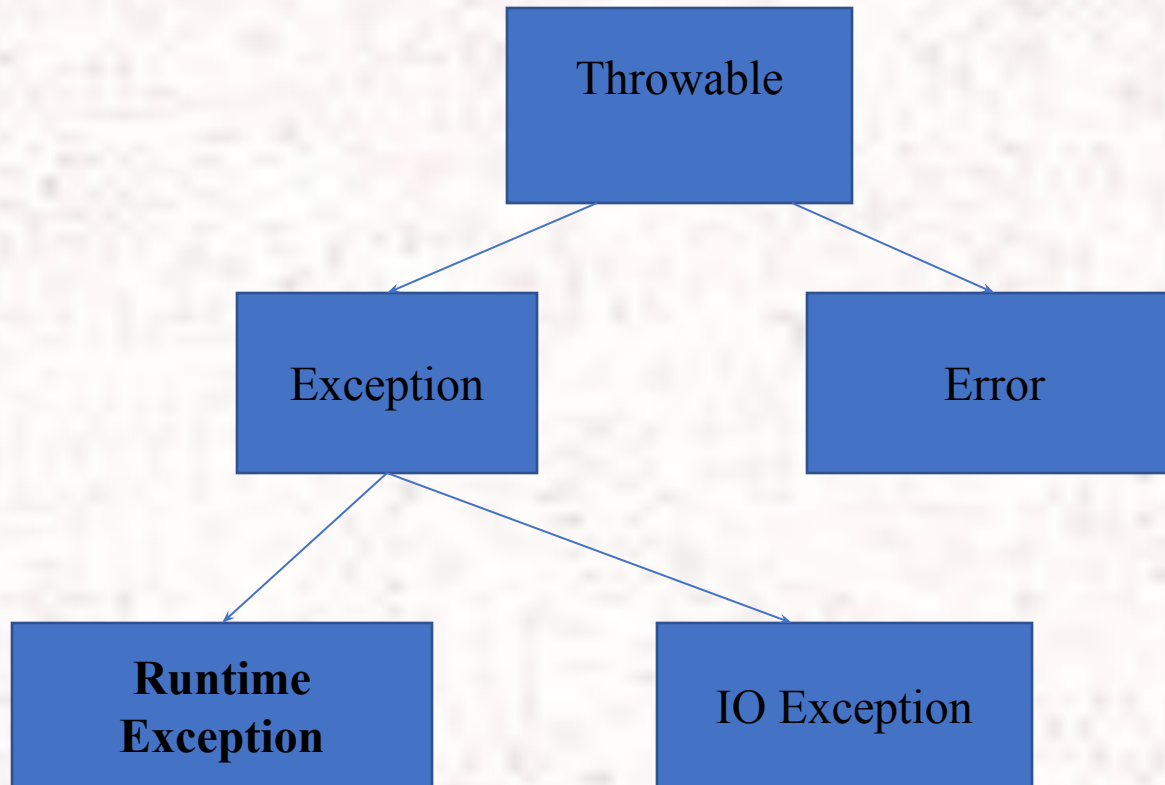 Throwable
Exception
Error
Runtime
Exception
IO Exception